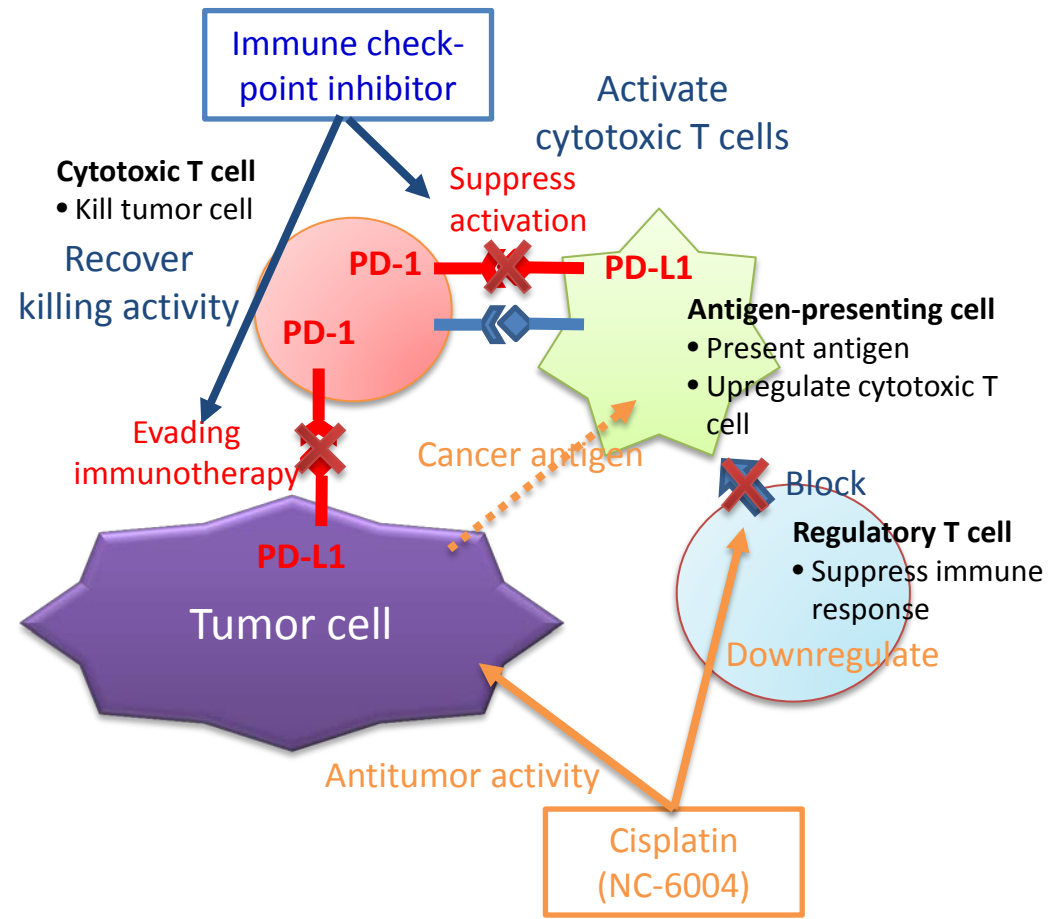 Immune check-
point inhibitor
Activate
cytotoxic T cells
Cytotoxic T cell
• Kill tumor cell
Suppress
activation
Recover
killing activity
PD-1
PD-L1
PD-1
Antigen-presenting cell
• Present antigen
• Upregulate cytotoxic T
cell
Evading
immunotherapy
Cancer antigen
Block
PD-L1
Regulatory T cell
• Suppress immune
response
Tumor cell
Downregulate
Antitumor activity
Cisplatin
(NC-6004)